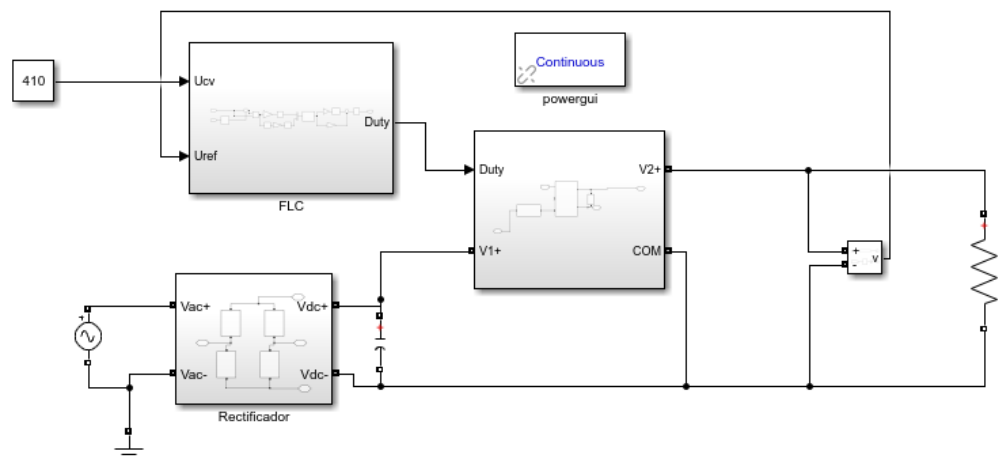 410
Ucv
Uref
Duty
FLC
Continuous
powergui
Duty
V1+
V2+
COM
+
-
v
+
Vac+
Vac-
Vdc+
Vdc-
Rectificador